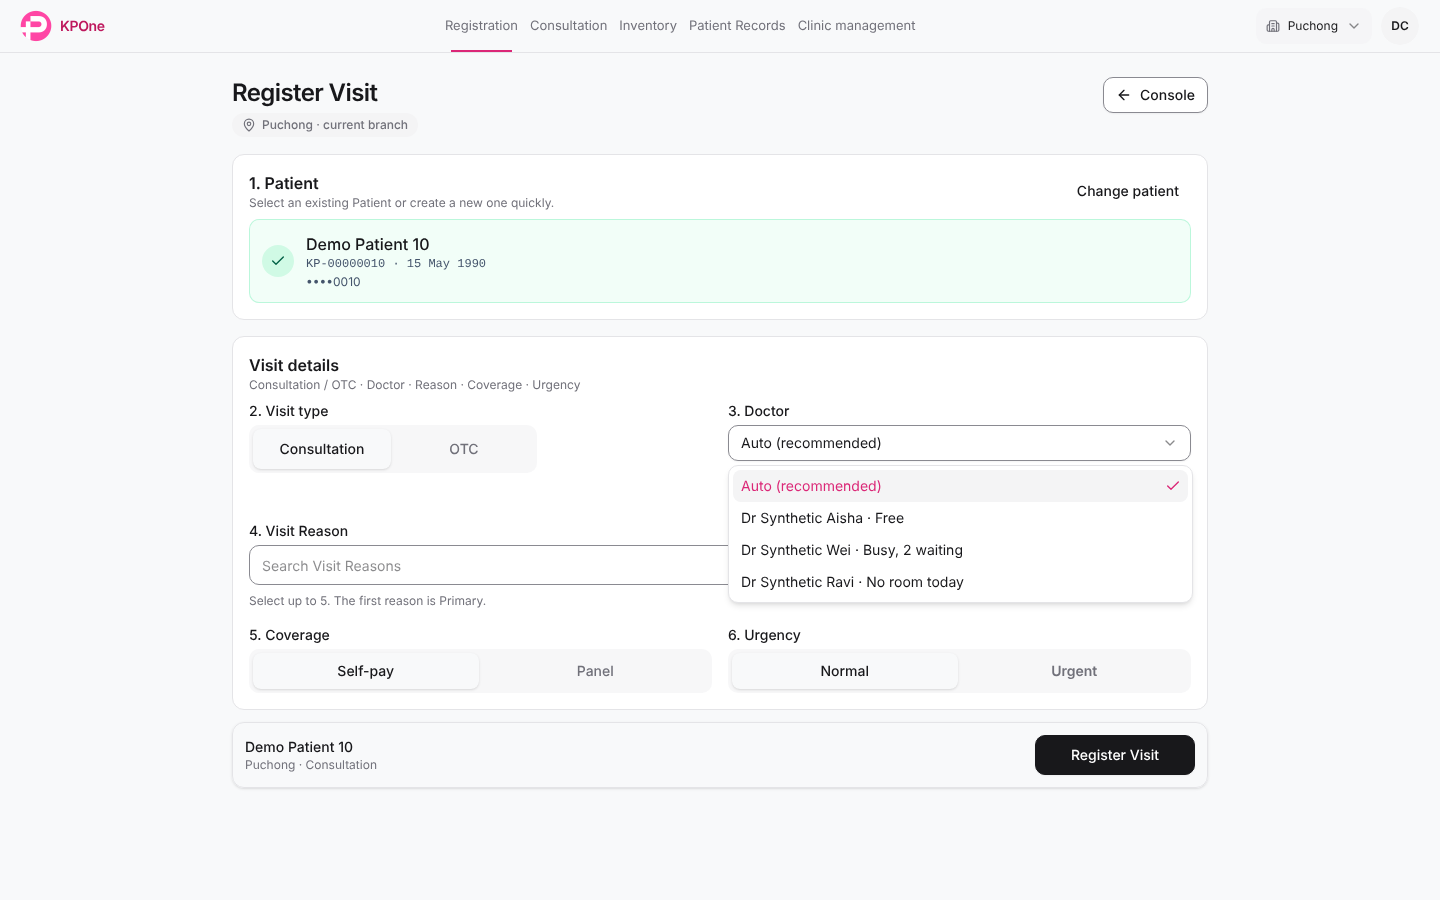 KPOne
Registration
Consultation
Inventory
Patient Records
Clinic management
Puchong
DC
Register Visit
Puchong · current branch
Console
1. Patient
Select an existing Patient or create a new one quickly.
Change patient
Demo Patient 10
KP-00000010 · 15 May 1990
••••0010
Visit details
Consultation / OTC · Doctor · Reason · Coverage · Urgency
2. Visit type
Consultation
OTC
3. Doctor
Auto (recommended)
Auto (recommended)
Dr Synthetic Aisha · Free
Dr Synthetic Wei · Busy, 2 waiting
Dr Synthetic Ravi · No room today
4. Visit Reason
Search Visit Reasons
Select up to 5. The first reason is Primary.
5. Coverage
Self-pay
Panel
6. Urgency
Normal
Urgent
Demo Patient 10
Puchong · Consultation
Register Visit